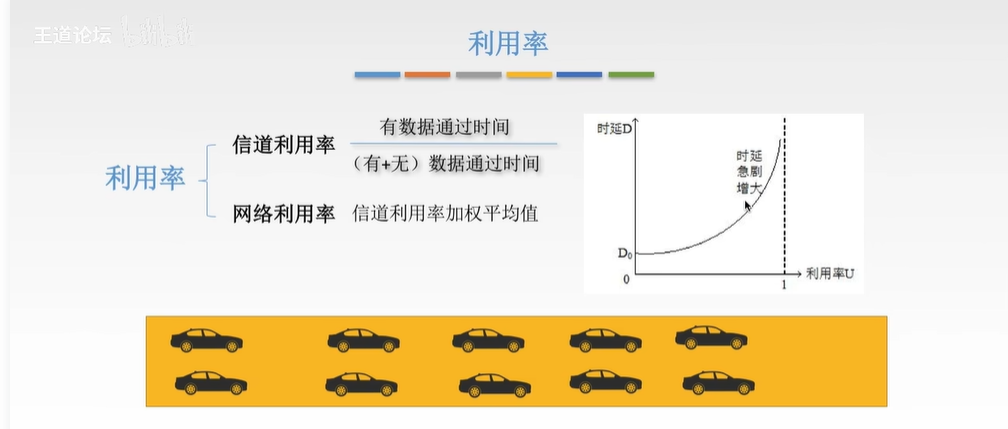 王道论坛
利用率
利用率
信道利用率
有数据通过时间
（有+无）数据通过时间
网络利用率 信道利用率加权平均值
时延D
时延
急剧
增大
D₀
0
1
利用率U